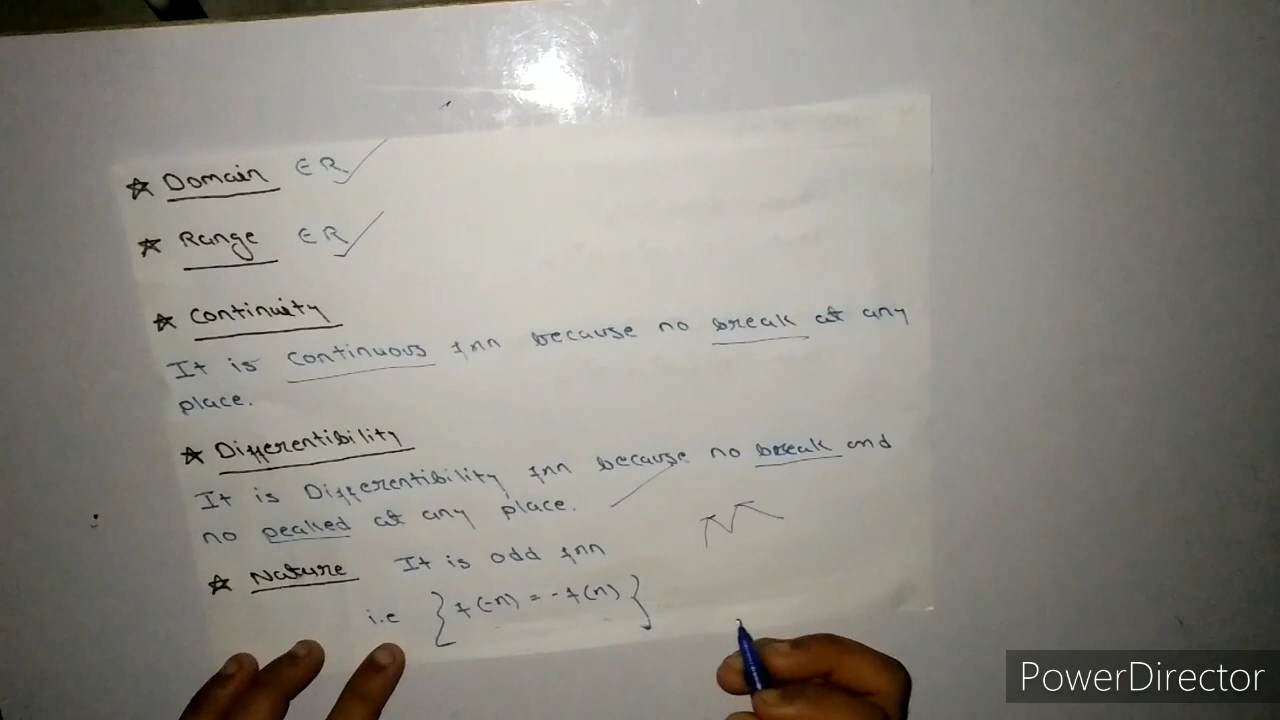 ☆ Domain ∈ R
☆ Range ∈ R
☆ Continuity
It is Continuous fnn because no break at any
place.
☆ Differentibility
It is Differentibility fnn because no break and
no peaked at any place.
☆ Nature It is odd fnn
i.e {f(-n) = -f(n)}
PowerDirector